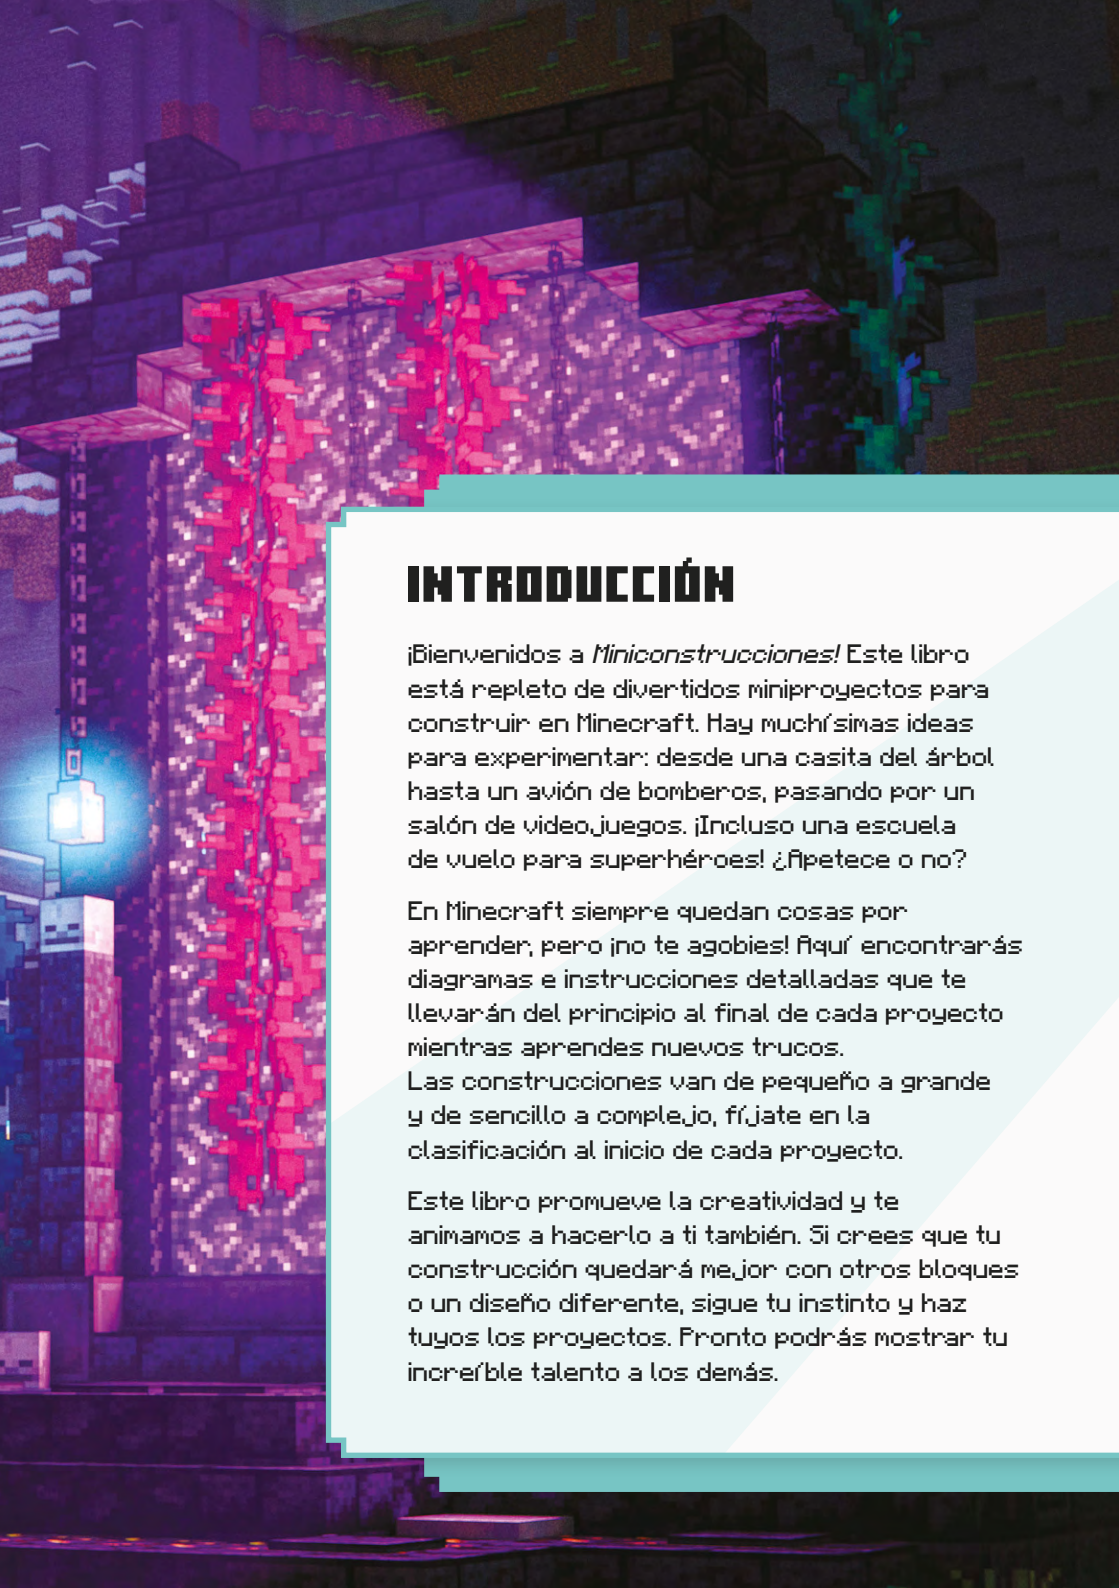 INTRODUCCIÓN
¡Bienvenidos a Miniconstrucciones! Este libro
está repleto de divertidos miniproyectos para
construir en Minecraft. Hay muchísimas ideas
para experimentar: desde una casita del árbol
hasta un avión de bomberos, pasando por un
salón de videojuegos. ¡Incluso una escuela
de vuelo para superhéroes! ¿Apetece o no?
En Minecraft siempre quedan cosas por
aprender, pero ¡no te agobies! Aquí encontrarás
diagramas e instrucciones detalladas que te
llevarán del principio al final de cada proyecto
mientras aprendes nuevos trucos.
Las construcciones van de pequeño a grande
y de sencillo a complejo, fíjate en la
clasificación al inicio de cada proyecto.
Este libro promueve la creatividad y te
animamos a hacerlo a ti también. Si crees que tu
construcción quedará mejor con otros bloques
o un diseño diferente, sigue tu instinto y haz
tuyos los proyectos. Pronto podrás mostrar tu
increíble talento a los demás.